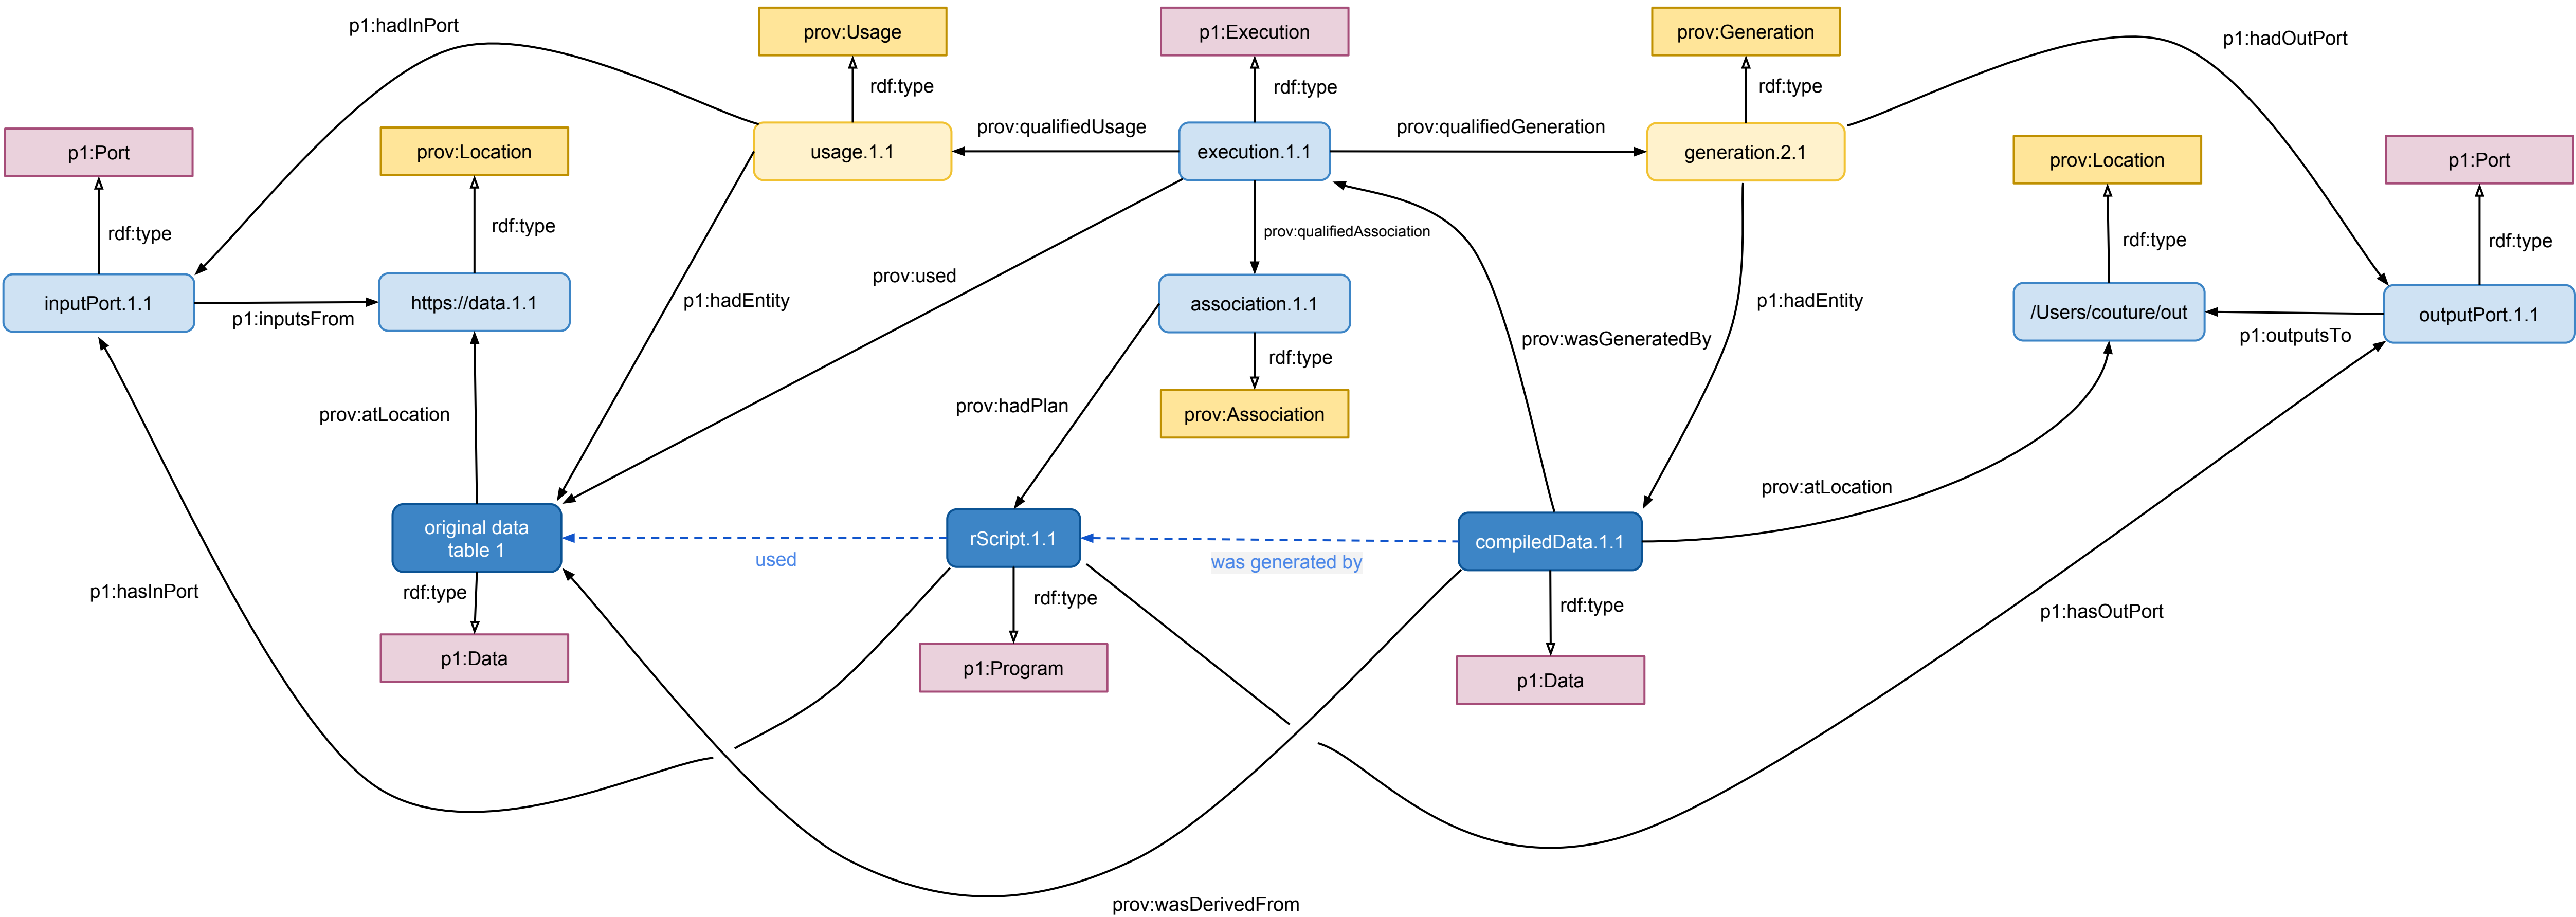 p1:hadInPort
prov:Usage
p1:Execution
prov:Generation
p1:hadOutPort
rdf:type
rdf:type
rdf:type
p1:Port
prov:Location
usage.1.1
prov:qualifiedUsage
execution.1.1
prov:qualifiedGeneration
generation.2.1
prov:Location
p1:Port
rdf:type
rdf:type
prov:qualifiedAssociation
rdf:type
rdf:type
inputPort.1.1
p1:inputsFrom
https://data.1.1
p1:hadEntity
prov:used
association.1.1
prov:wasGeneratedBy
p1:hadEntity
/Users/couture/out
p1:outputsTo
outputPort.1.1
rdf:type
prov:atLocation
prov:hadPlan
prov:Association
prov:atLocation
original data
table 1
used
rScript.1.1
was generated by
compiledData.1.1
p1:hasInPort
rdf:type
rdf:type
rdf:type
p1:hasOutPort
p1:Data
p1:Program
p1:Data
prov:wasDerivedFrom